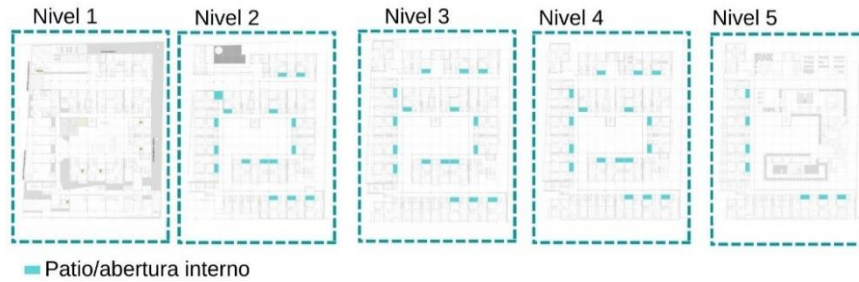 Nivel 1
Nivel 2
Nivel 3
Nivel 4
Nivel 5
Patio/abertura interno